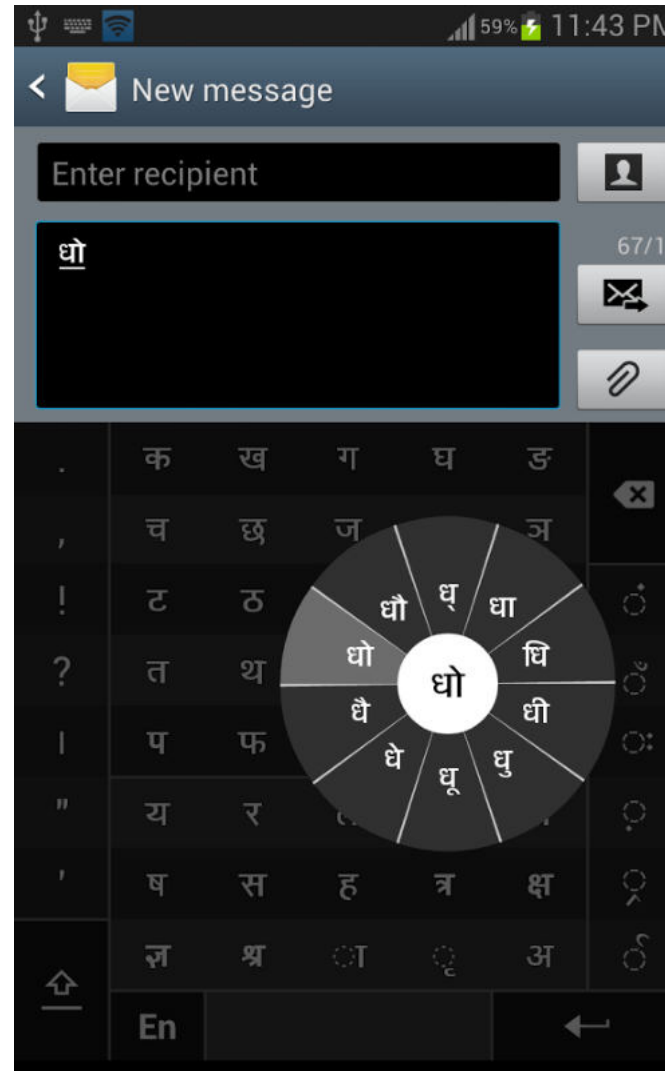 59% 11:43 PM
New message
Enter recipient
67/1
धो
. क ख ग घ ङ
, च छ ज ञ
! ट ठ ं
? त थ ँ
। प फ ः
" य र ़
' ष स ह त्र क्ष ्
ज्ञ श्र ा ृ अ र्
En
धौ ध् धा
धो धि
धो
धै धी
धे धू धु